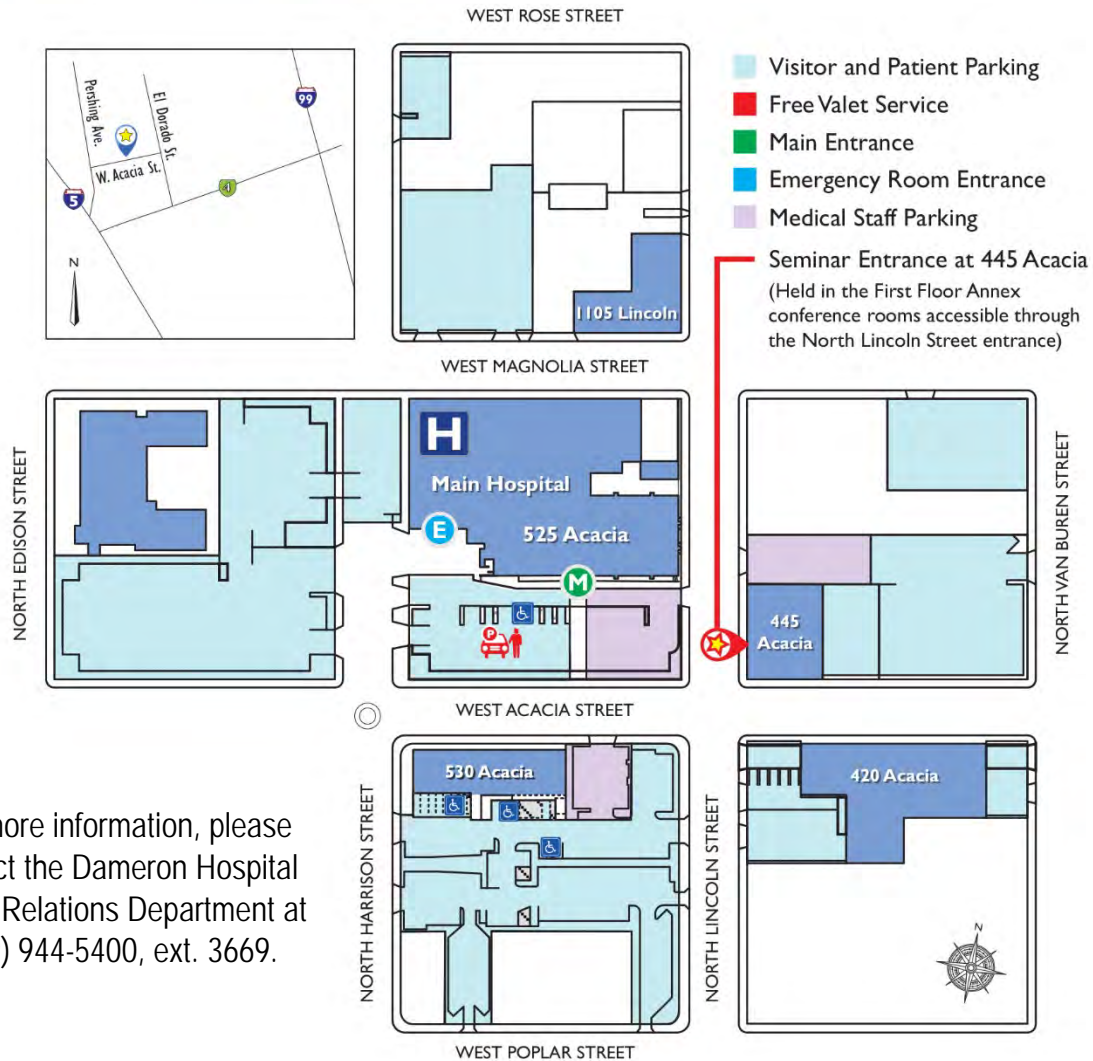 WEST ROSE STREET
Pershing Ave.
El Dorado St.
99
W. Acacia St.
5
4
N
Visitor and Patient Parking
Free Valet Service
Main Entrance
Emergency Room Entrance
Medical Staff Parking
Seminar Entrance at 445 Acacia
(Held in the First Floor Annex
conference rooms accessible through
the North Lincoln Street entrance)
1105 Lincoln
WEST MAGNOLIA STREET
NORTH EDISON STREET
H
Main Hospital
525 Acacia
E
M
P
445
Acacia
NORTH VAN BUREN STREET
WEST ACACIA STREET
530 Acacia
420 Acacia
NORTH HARRISON STREET
NORTH LINCOLN STREET
more information, please
ct the Dameron Hospital
Relations Department at
) 944-5400, ext. 3669.
N
WEST POPLAR STREET